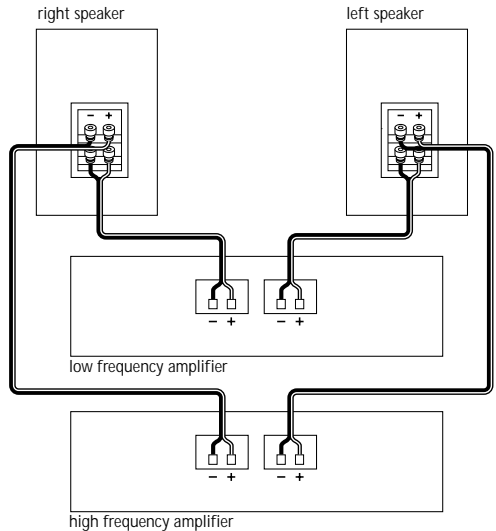 right speaker
left speaker
– +
– +
– + – +
low frequency amplifier
– + – +
high frequency amplifier